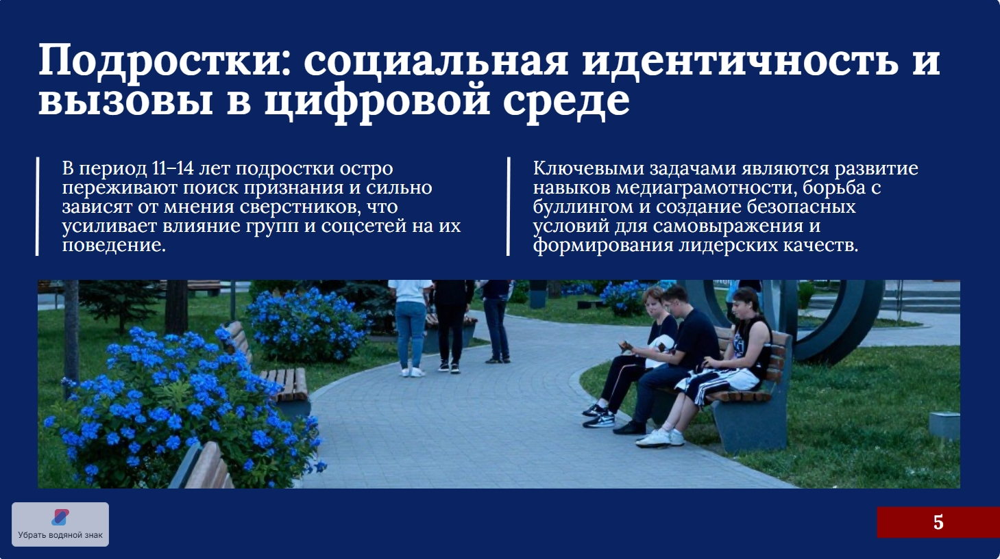 Подростки: социальная идентичность и
вызовы в цифровой среде
В период 11–14 лет подростки остро
переживают поиск признания и сильно
зависят от мнения сверстников, что
усиливает влияние групп и соцсетей на их
поведение.
Ключевыми задачами являются развитие
навыков медиаграмотности, борьба с
буллингом и создание безопасных
условий для самовыражения и
формирования лидерских качеств.
Убрать водяной знак
5